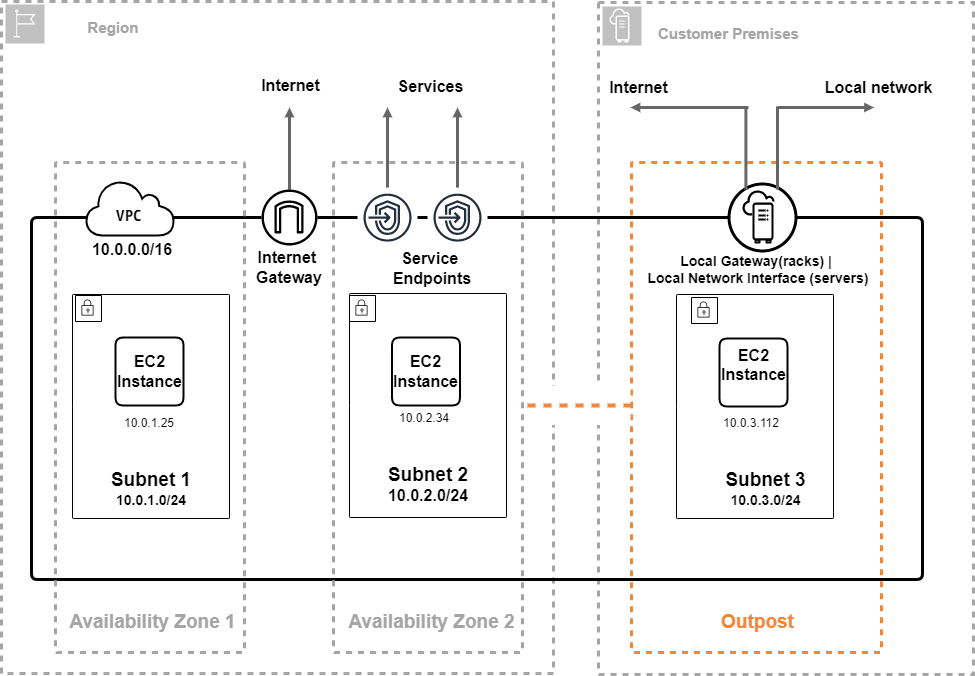 Region
Customer Premises
Internet
Services
Internet
Local network
VPC
10.0.0.0/16
Internet
Gateway
Service
Endpoints
Local Gateway(racks) |
Local Network Interface (servers)
EC2
Instance
10.0.1.25
Subnet 1
10.0.1.0/24
EC2
Instance
10.0.2.34
Subnet 2
10.0.2.0/24
EC2
Instance
10.0.3.112
Subnet 3
10.0.3.0/24
Availability Zone 1
Availability Zone 2
Outpost